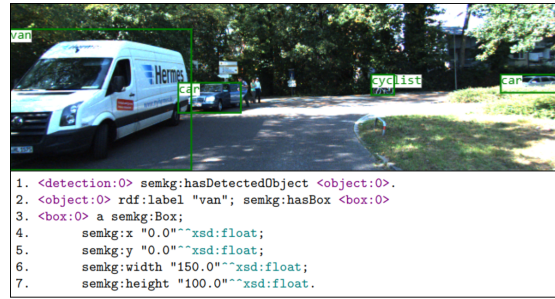 van
Hermes
car
cyclist
car
1. <detection:0> semkg:hasDetectedObject <object:0>.
2. <object:0> rdf:label "van"; semkg:hasBox <box:0>
3. <box:0> a semkg:Box;
4. semkg:x "0.0"^^xsd:float;
5. semkg:y "0.0"^^xsd:float;
6. semkg:width "150.0"^^xsd:float;
7. semkg:height "100.0"^^xsd:float.